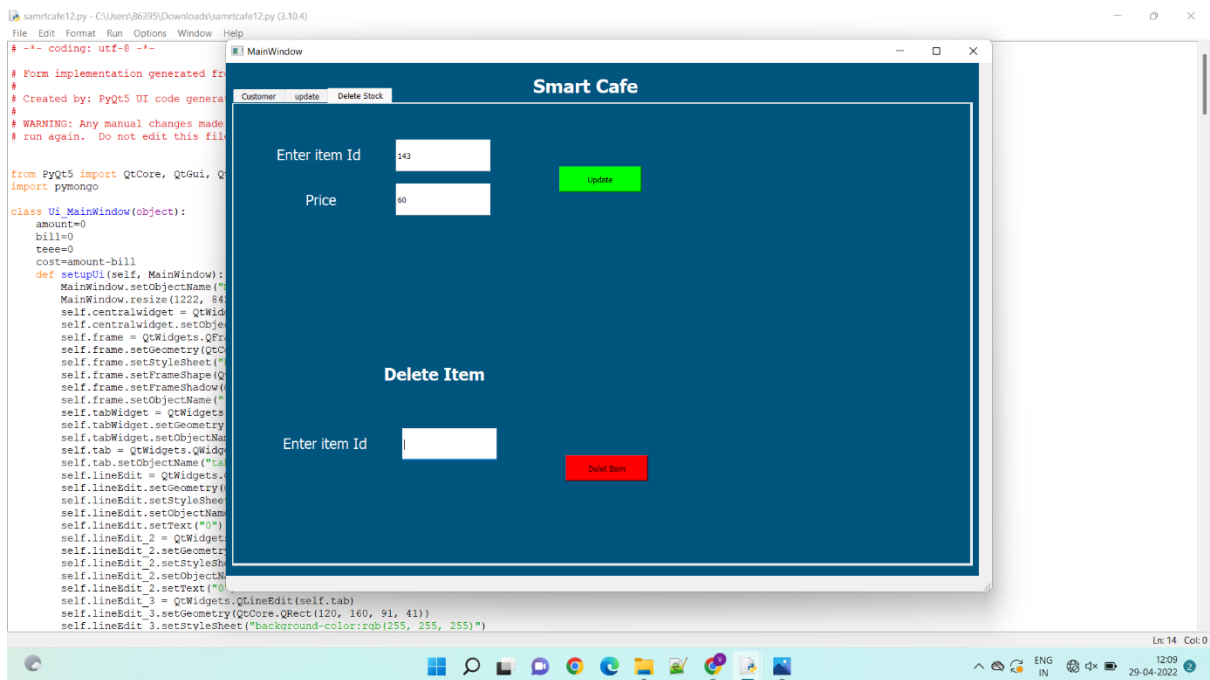 samrtcafe12.py - C:\Users\86395\Downloads\samrtcafe12.py (3.10.4)
File Edit Format Run Options Window Help
# -*- coding: utf-8 -*-
# Form implementation generated fr
#
# Created by: PyQt5 UI code genera
#
# WARNING: Any manual changes made
# run again.  Do not edit this fil
from PyQt5 import QtCore, QtGui, Q
import pymongo
class Ui_MainWindow(object):
    amount=0
    bill=0
    teee=0
    cost=amount-bill
    def setupUi(self, MainWindow):
        MainWindow.setObjectName("
        MainWindow.resize(1222, 84
        self.centralwidget = QtWid
        self.centralwidget.setObje
        self.frame = QtWidgets.QFr
        self.frame.setGeometry(QtC
        self.frame.setStyleSheet("
        self.frame.setFrameShape(Q
        self.frame.setFrameShadow(
        self.frame.setObjectName("
        self.tabWidget = QtWidgets
        self.tabWidget.setGeometry
        self.tabWidget.setObjectNa
        self.tab = QtWidgets.QWidg
        self.tab.setObjectName("ta
        self.lineEdit = QtWidgets.
        self.lineEdit.setGeometry(
        self.lineEdit.setStyleShee
        self.lineEdit.setObjectNam
        self.lineEdit.setText("0")
        self.lineEdit_2 = QtWidget
        self.lineEdit_2.setGeometr
        self.lineEdit_2.setStyleSh
        self.lineEdit_2.setObjectN
        self.lineEdit_2.setText("0
        self.lineEdit_3 = QtWidgets.QLineEdit(self.tab)
        self.lineEdit_3.setGeometry(QtCore.QRect(120, 160, 91, 41))
        self.lineEdit_3.setStyleSheet("background-color:rgb(255, 255, 255)")
MainWindow
Smart Cafe
Customer update Delete Stock
Enter item Id 143
Update
Price 60
Delete Item
Enter item Id
Delet Item
Ln: 14 Col: 0
ENG
IN
12:09
29-04-2022
2